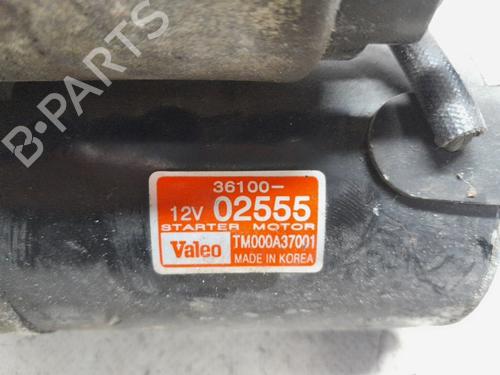 B-PARTS
36100-
12V 02555
STARTER MOTOR
Valeo TM000A37001
MADE IN KOREA